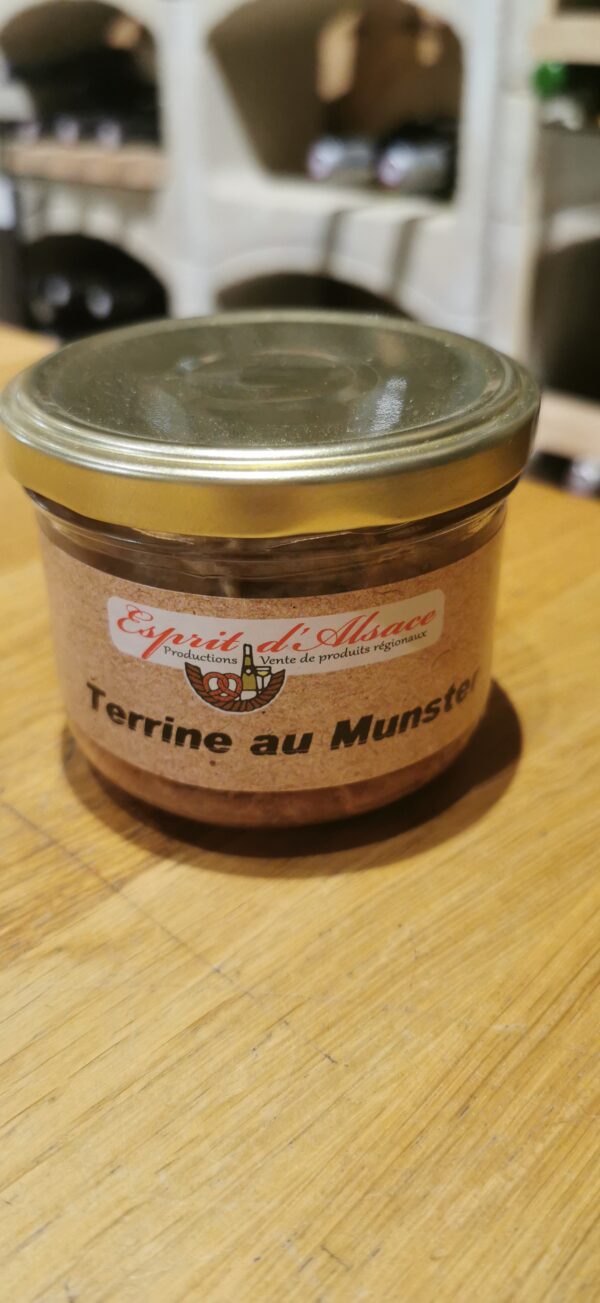 Esprit d'Alsace
Productions Vente de produits régionaux
Terrine au Munster